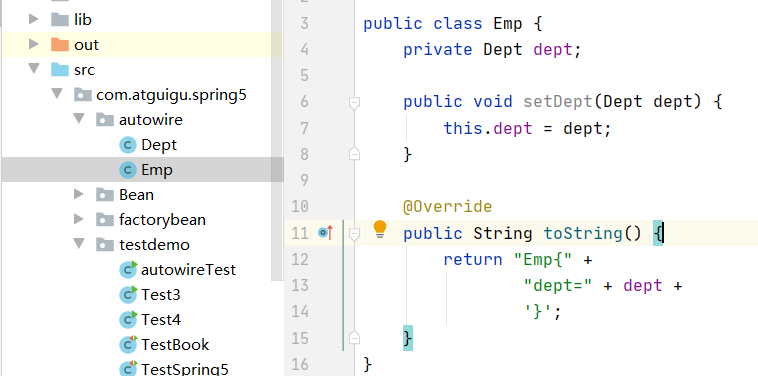 lib
out
src
com.atguigu.spring5
autowire
Dept
Emp
Bean
factorybean
testdemo
autowireTest
Test3
Test4
TestBook
TestSpring5
3 public class Emp {
4 private Dept dept;
5
6 public void setDept(Dept dept) {
7 this.dept = dept;
8 }
9
10 @Override
11 public String toString() {
12 return "Emp{" +
13 "dept=" + dept +
14 '}';
15 }
16 }